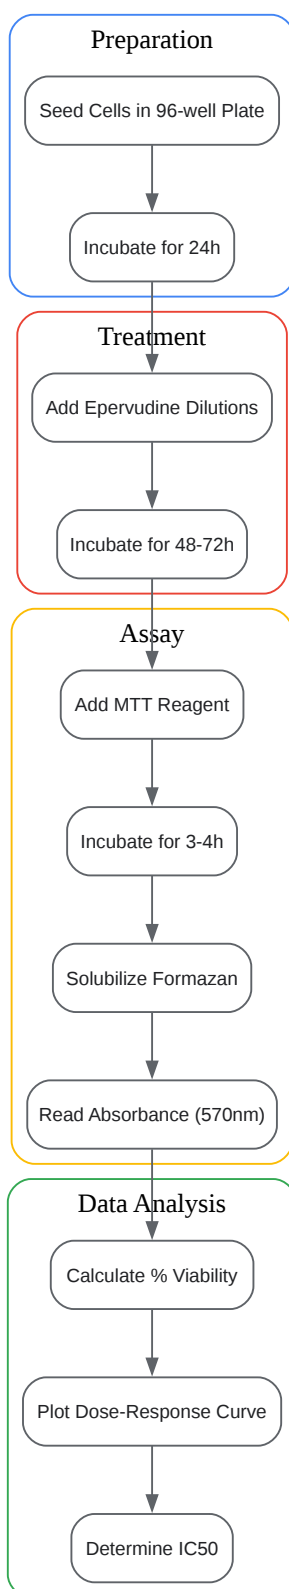 Preparation
Seed Cells in 96-well Plate
Incubate for 24h
Treatment
Add Epervudine Dilutions
Incubate for 48-72h
Assay
Add MTT Reagent
Incubate for 3-4h
Solubilize Formazan
Read Absorbance (570nm)
Data Analysis
Calculate % Viability
Plot Dose-Response Curve
Determine IC50